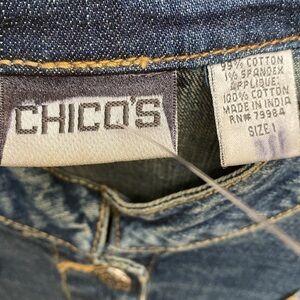 CHICO'S
99% COTTON
1% SPANDEX
APPLIQUE:
100% COTTON
MADE IN INDIA
RN# 79984
SIZE 1